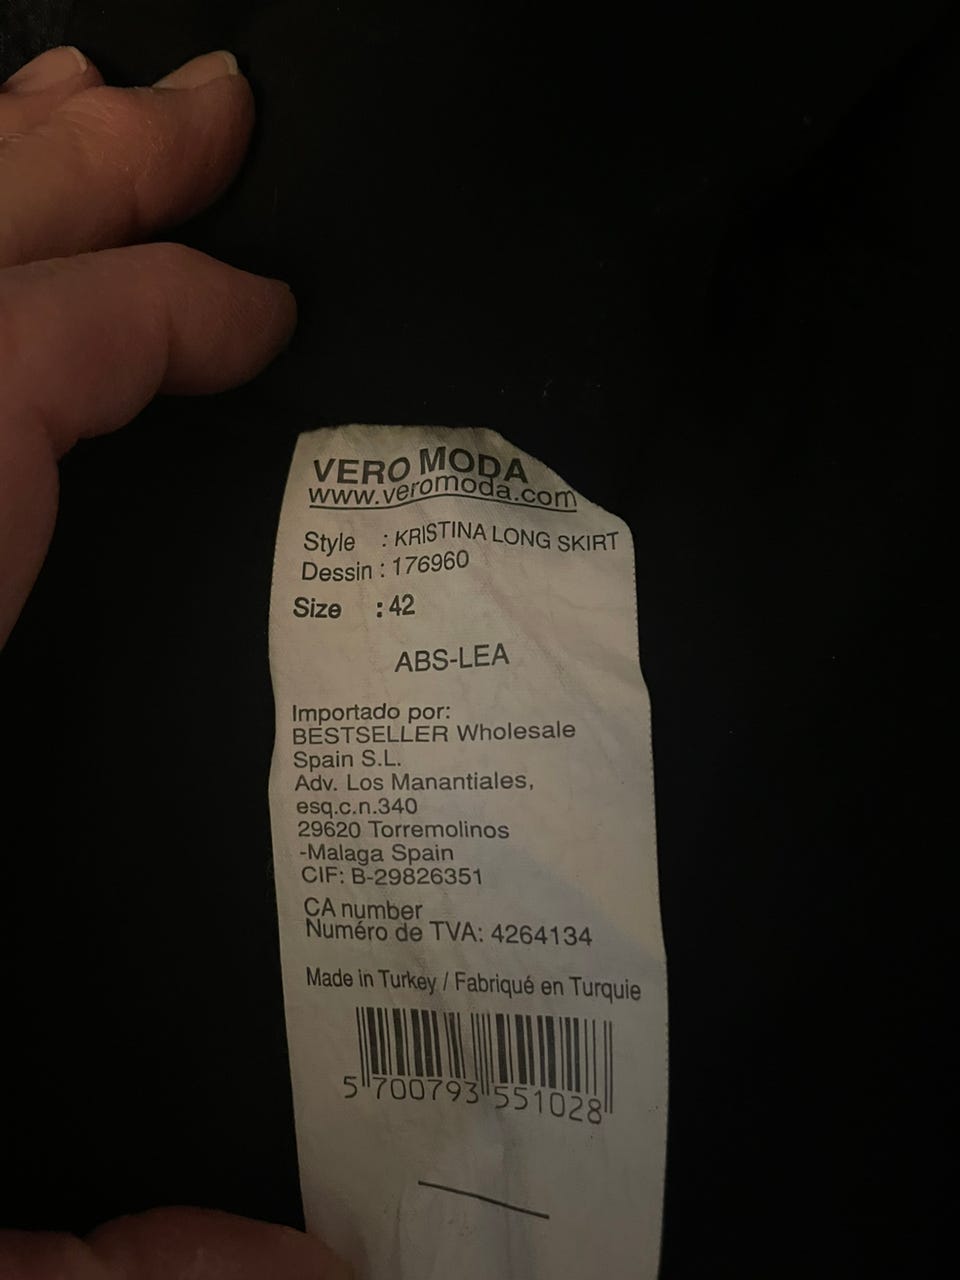 VERO MODA
www.veromoda.com
Style : KRISTINA LONG SKIRT
Dessin : 176960
Size : 42
ABS-LEA
Importado por:
BESTSELLER Wholesale
Spain S.L.
Adv. Los Manantiales,
esq.c.n.340
29620 Torremolinos
-Malaga Spain
CIF: B-29826351
CA number
Numéro de TVA: 4264134
Made in Turkey / Fabriqué en Turquie
5 700793 551028